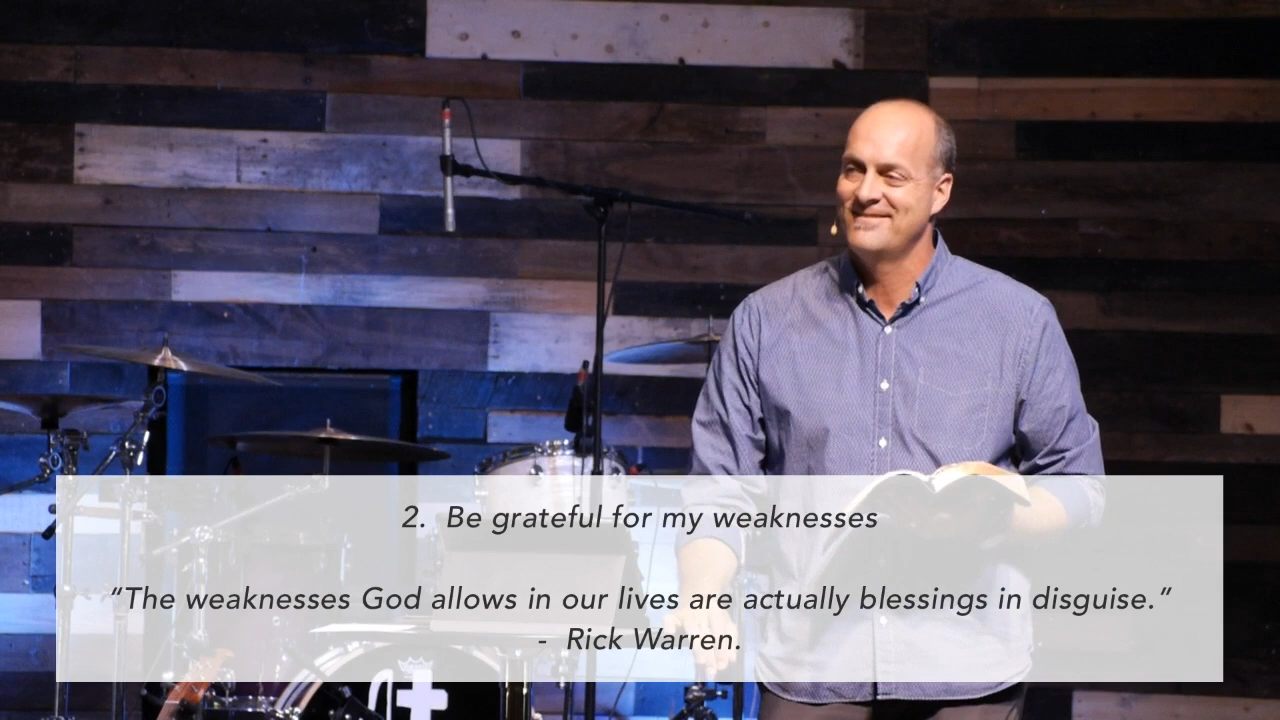 2. Be grateful for my weaknesses
“The weaknesses God allows in our lives are actually blessings in disguise.”
- Rick Warren.